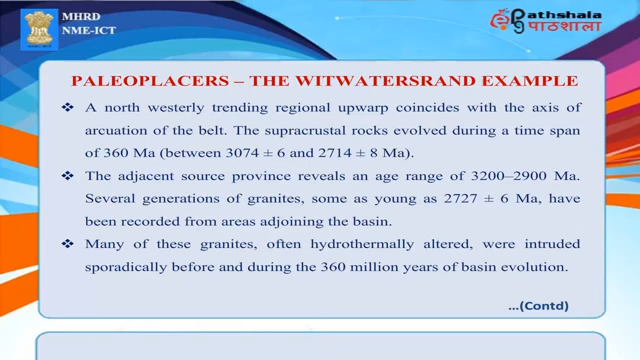 MHRD
NME-ICT
Pathshala
पाठशाला
PALEOPLACERS – THE WITWATERSRAND EXAMPLE
❖ A north westerly trending regional upwarp coincides with the axis of
arcuation of the belt. The supracrustal rocks evolved during a time span
of 360 Ma (between 3074 ± 6 and 2714 ± 8 Ma).
❖ The adjacent source province reveals an age range of 3200–2900 Ma.
Several generations of granites, some as young as 2727 ± 6 Ma, have
been recorded from areas adjoining the basin.
❖ Many of these granites, often hydrothermally altered, were intruded
sporadically before and during the 360 million years of basin evolution.
...(Contd)